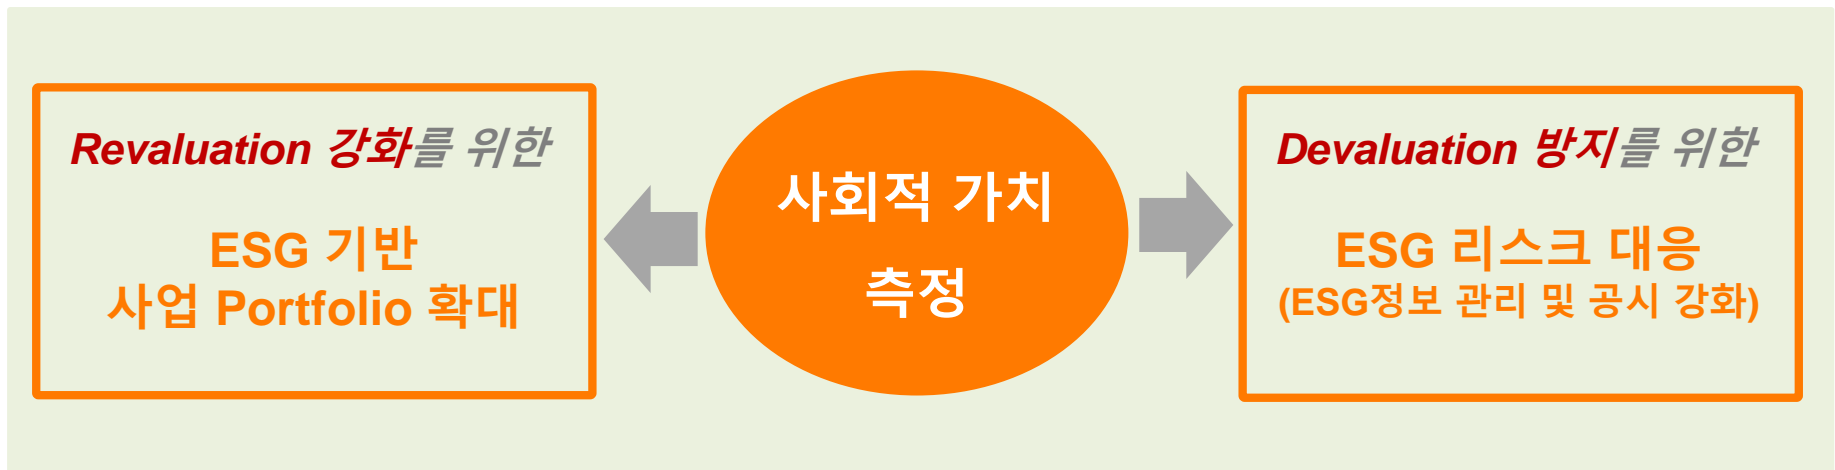 Revaluation 강화를 위한
ESG 기반
사업 Portfolio 확대
사회적 가치
측정
Devaluation 방지를 위한
ESG 리스크 대응
(ESG정보 관리 및 공시 강화)